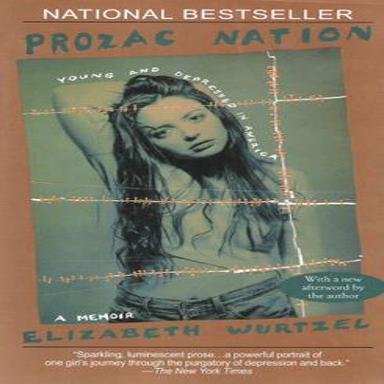 NATIONAL BESTSELLER
PROZAC NATION
YOUNG AND DEPRESSED IN AMERICA
With a new
afterword by
the author
A MEMOIR
ELIZABETH WURTZEL
"Sparkling, luminescent prose...a powerful portrait of
one girl's journey through the purgatory of depression and back."
—The New York Times